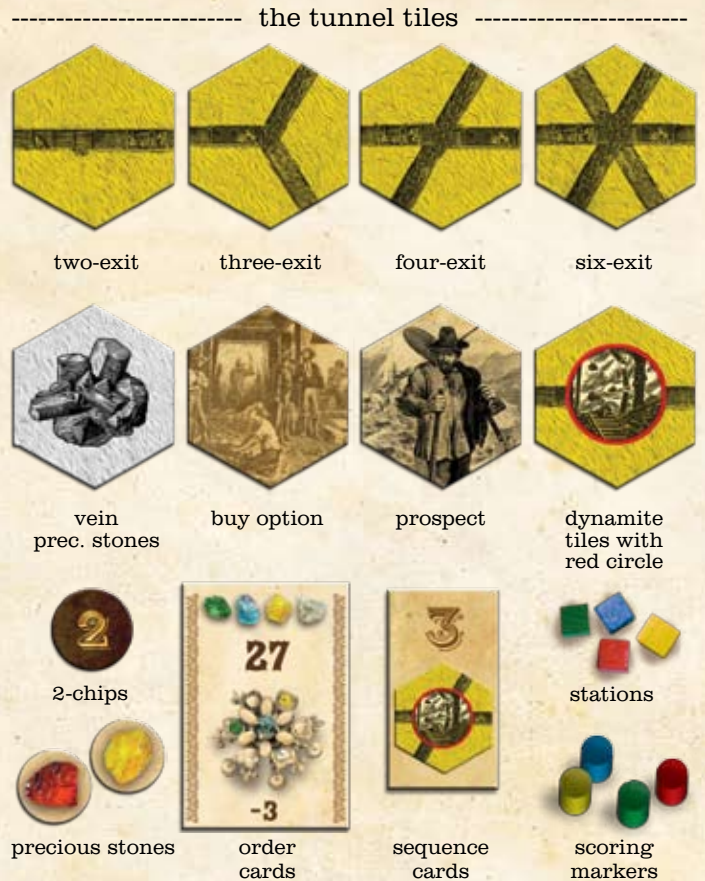 the tunnel tiles
two-exit
three-exit
four-exit
six-exit
vein
prec. stones
buy option
prospect
dynamite
tiles with
red circle
2
2-chips
27
-3
3
stations
precious stones
order
cards
sequence
cards
scoring
markers